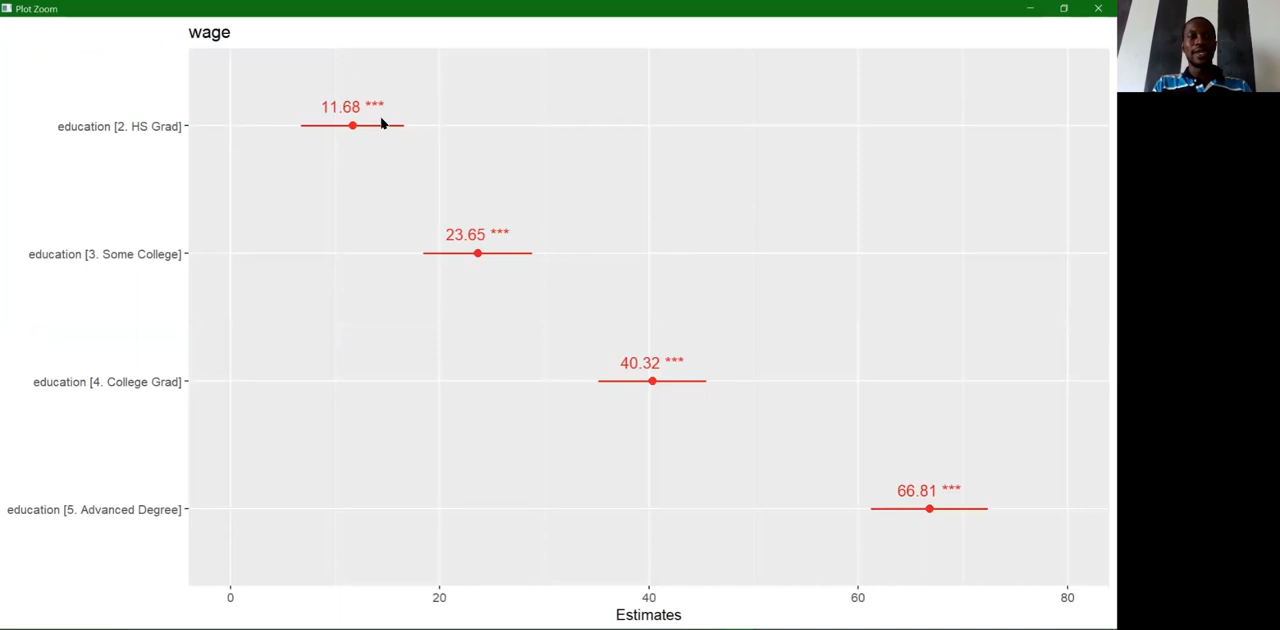 Plot Zoom
wage
11.68 ***
education [2. HS Grad]
23.65 ***
education [3. Some College]
40.32 ***
education [4. College Grad]
66.81 ***
education [5. Advanced Degree]
0 20 40 60 80
Estimates